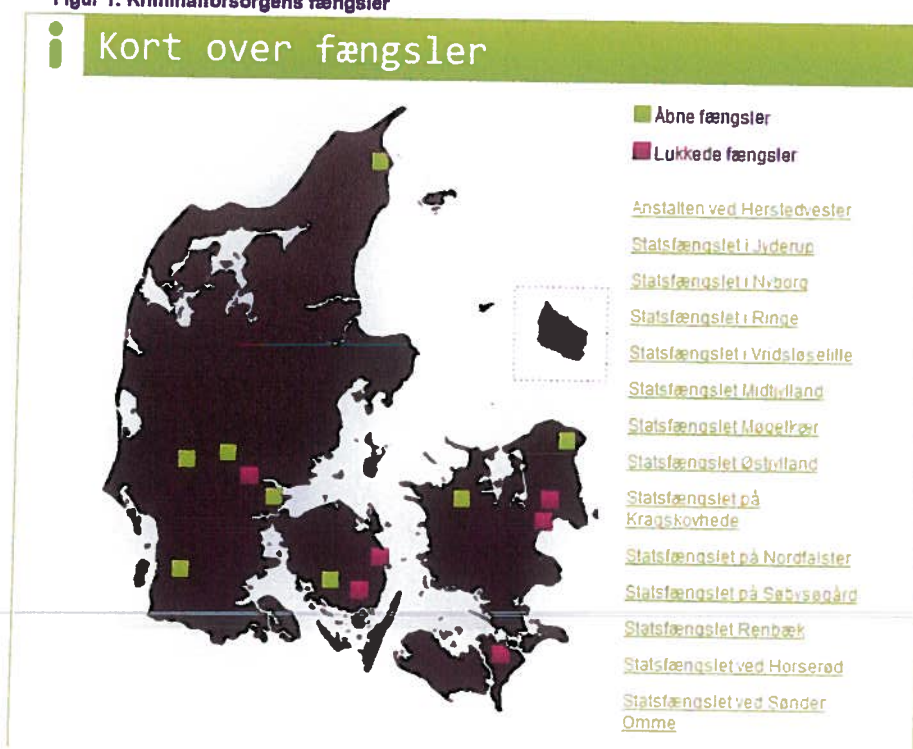 Figur 1. Kriminalforsorgens fængsler
Kort over fængsler
Åbne fængsler
Lukkede fængsler
Anstalten ved Herstedvester
Statsfængslet i Jyderup
Statsfængslet i Nyborg
Statsfængslet i Ringe
Statsfængslet i Vridsløselille
Statsfængslet Midtjylland
Statsfængslet Møgelkær
Statsfængslet Østjylland
Statsfængslet på
Kragskovhede
Statsfængslet på Nordfalster
Statsfængslet på Søbysøgård
Statsfængslet Renbæk
Statsfængslet ved Horserød
Statsfængslet ved Sønder
Omme